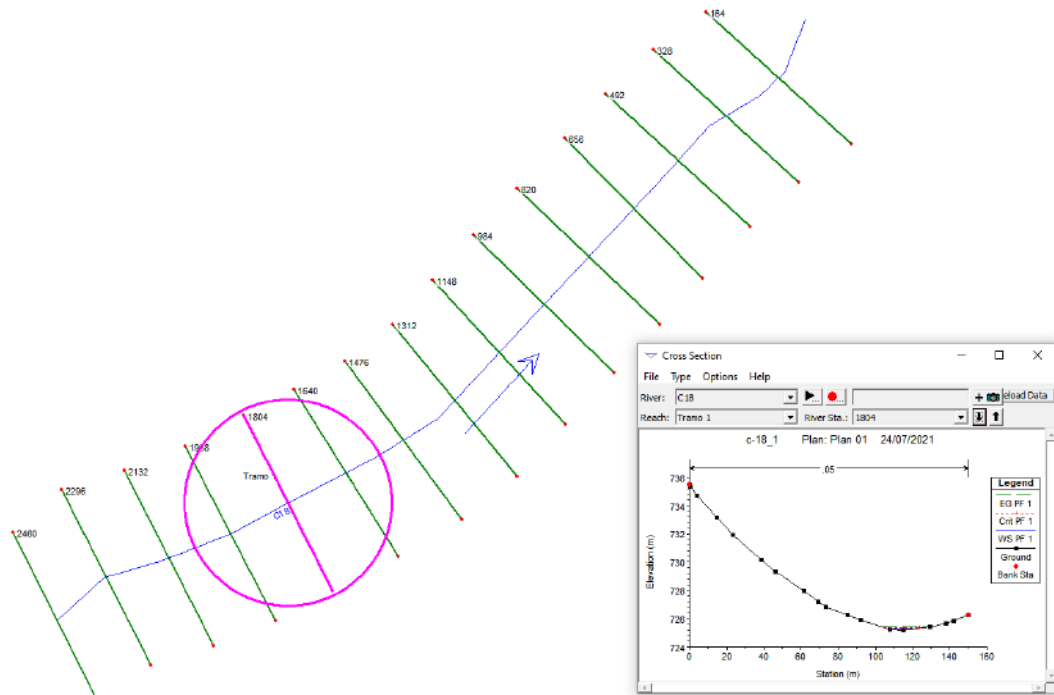 164
328
492
656
820
984
1148
1312
1476
1640
1804
1968
2132
2296
2460
Tramo
C18
Cross Section
File Type Options Help
River: C18
Reload Data
Reach: Tramo 1 River Sta.: 1804
c-18_1 Plan: Plan 01 24/07/2021
.05
Legend
EG PF 1
Crit PF 1
WS PF 1
Ground
Bank Sta
736
734
732
730
728
726
724
0 20 40 60 80 100 120 140 160
Elevation (m)
Station (m)